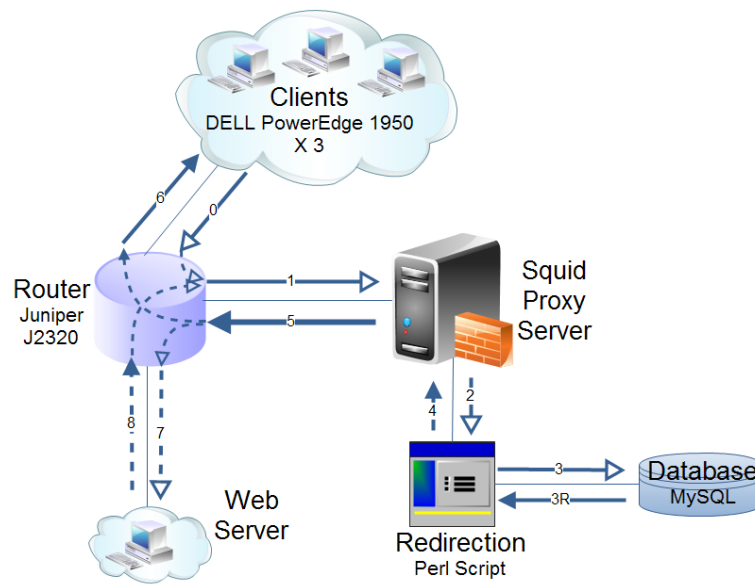 Clients
DELL PowerEdge 1950
X 3
6
0
Router
Juniper
J2320
1
5
Squid
Proxy
Server
8
7
4
2
3
3R
Database
MySQL
Web
Server
Redirection
Perl Script